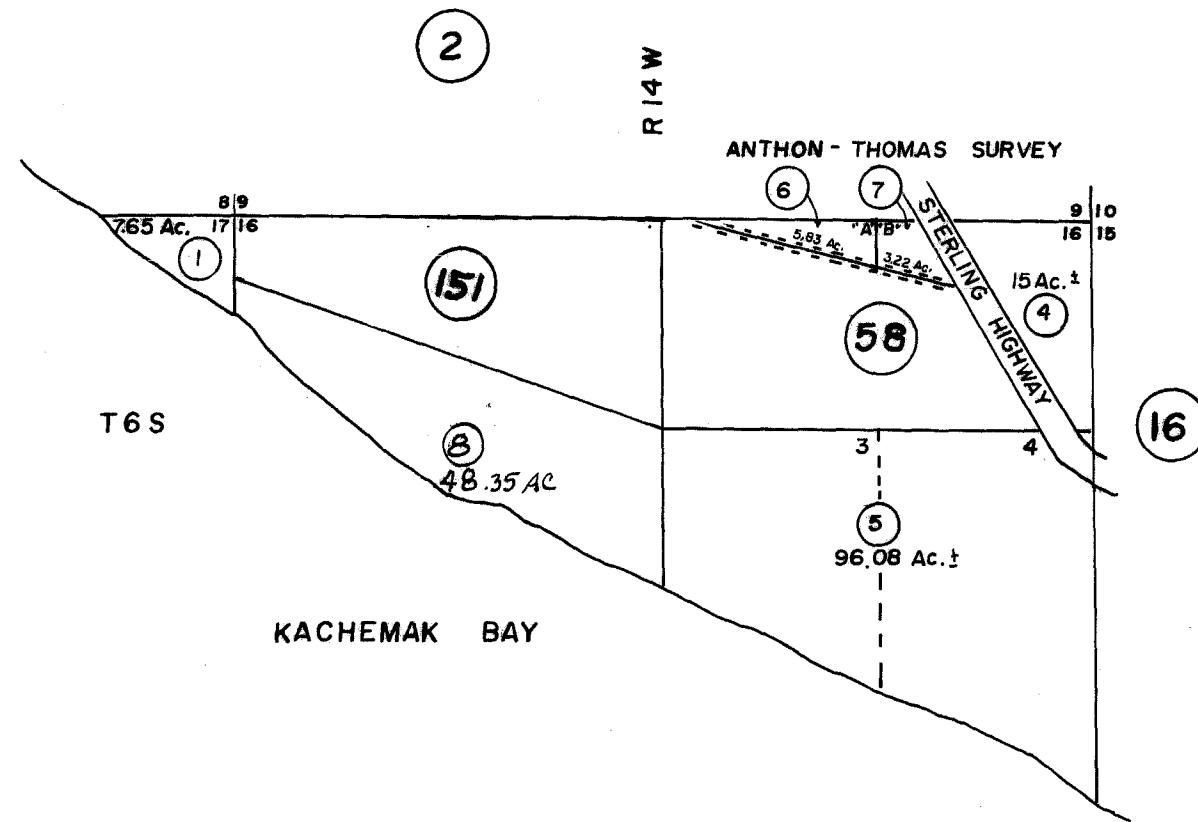 2
R 14 W
ANTHON - THOMAS SURVEY
6
7
8 9
17 16
7.65 Ac.
1
151
"A" "B"
5.83 Ac.
3.22 Ac.
STERLING HIGHWAY
9 10
16 15
15 Ac. ±
4
58
T 6 S
16
8
48.35 AC
3
4
5
96.08 Ac. ±
KACHEMAK BAY